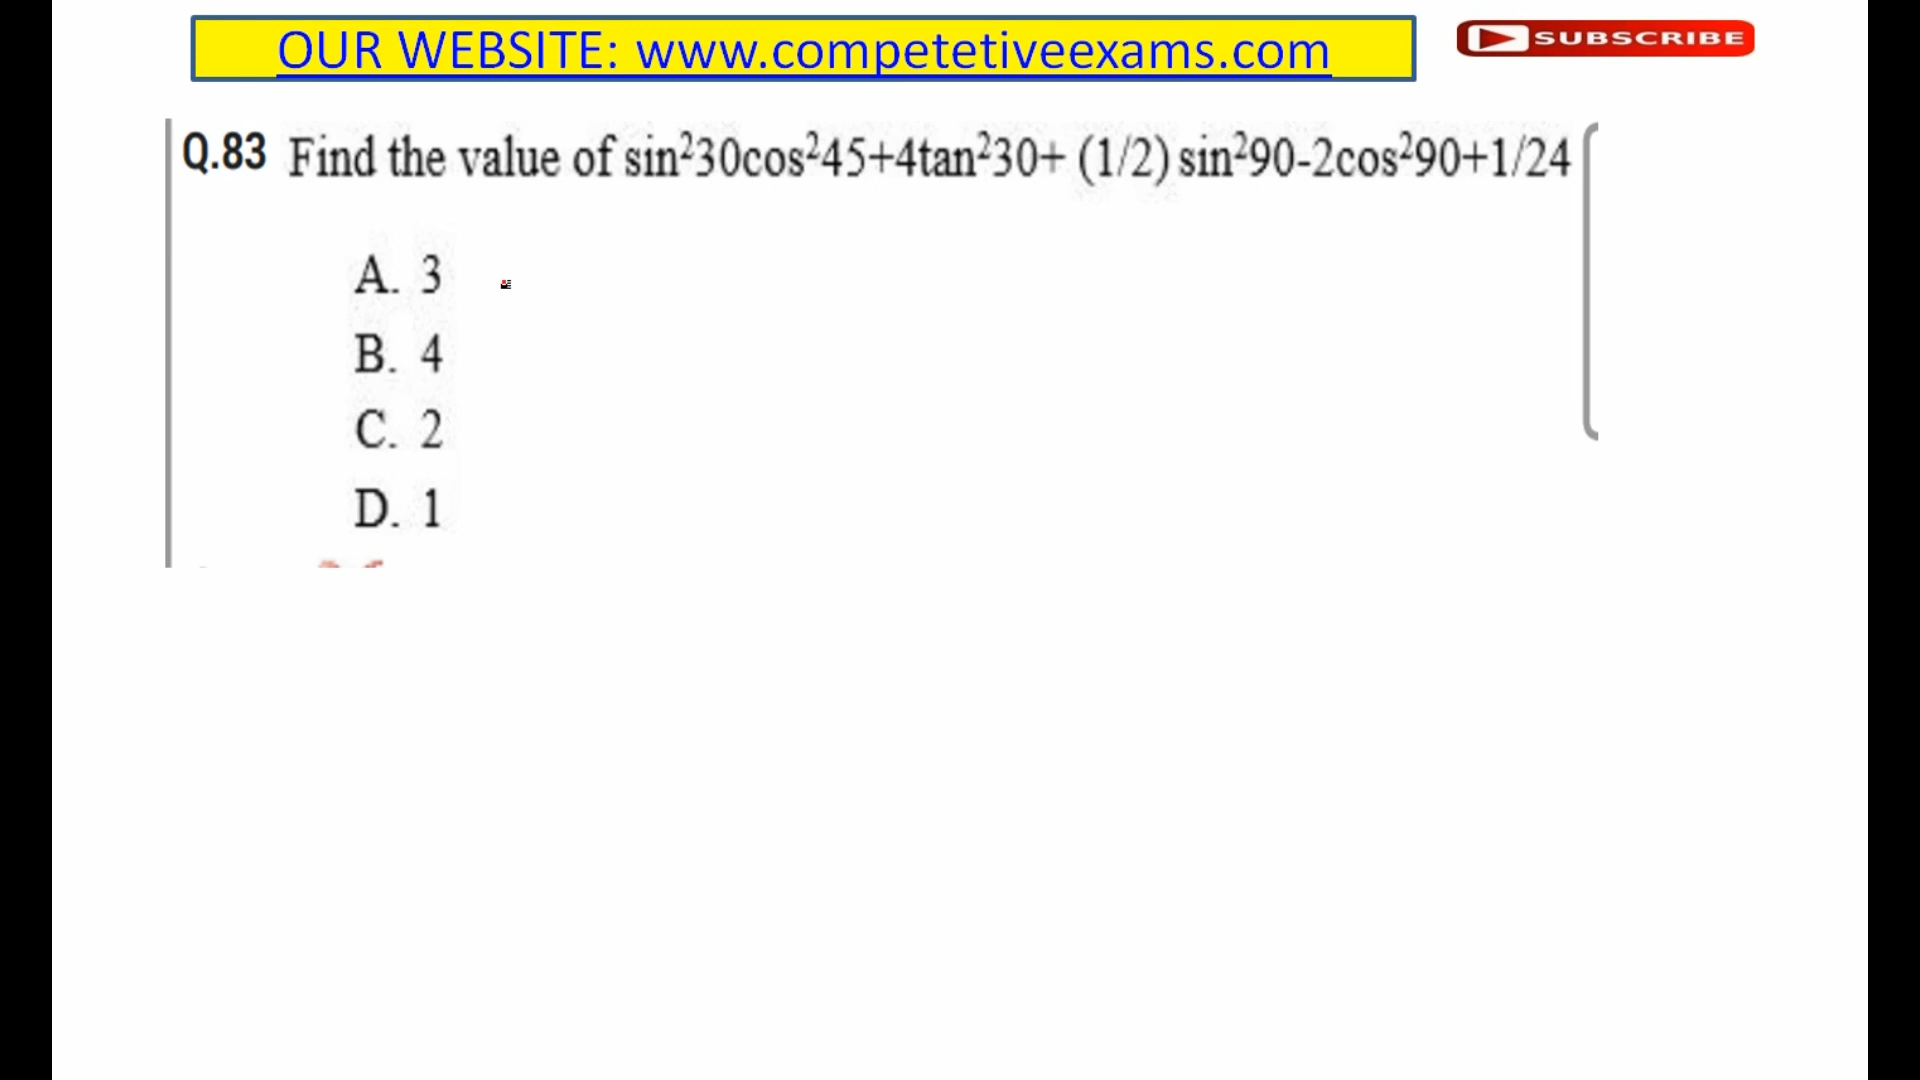 OUR WEBSITE: www.competetiveexams.com
SUBSCRIBE
Q.83 Find the value of sin²30cos²45+4tan²30+ (1/2) sin²90-2cos²90+1/24
A. 3
B. 4
C. 2
D. 1